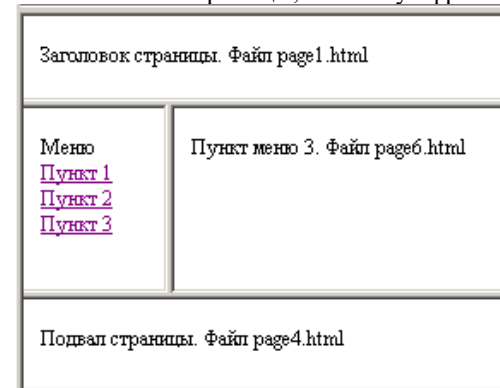 Заголовок страницы. Файл page1.html
Меню
Пункт 1
Пункт 2
Пункт 3
Пункт меню 3. Файл page6.html
Подвал страницы. Файл page4.html